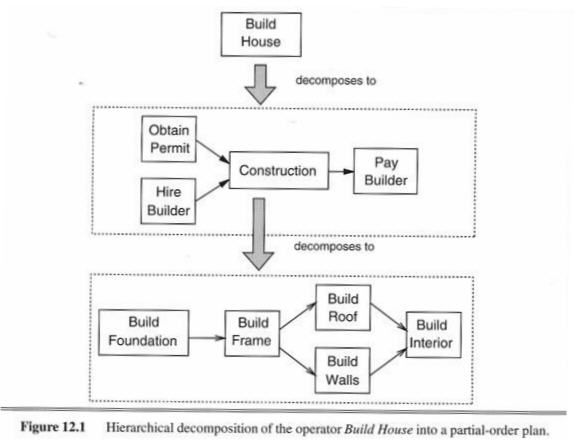 Build
House
decomposes to
Obtain
Permit
Construction
Pay
Builder
Hire
Builder
decomposes to
Build
Foundation
Build
Frame
Build
Roof
Build
Walls
Build
Interior
Figure 12.1 Hierarchical decomposition of the operator Build House into a partial-order plan.